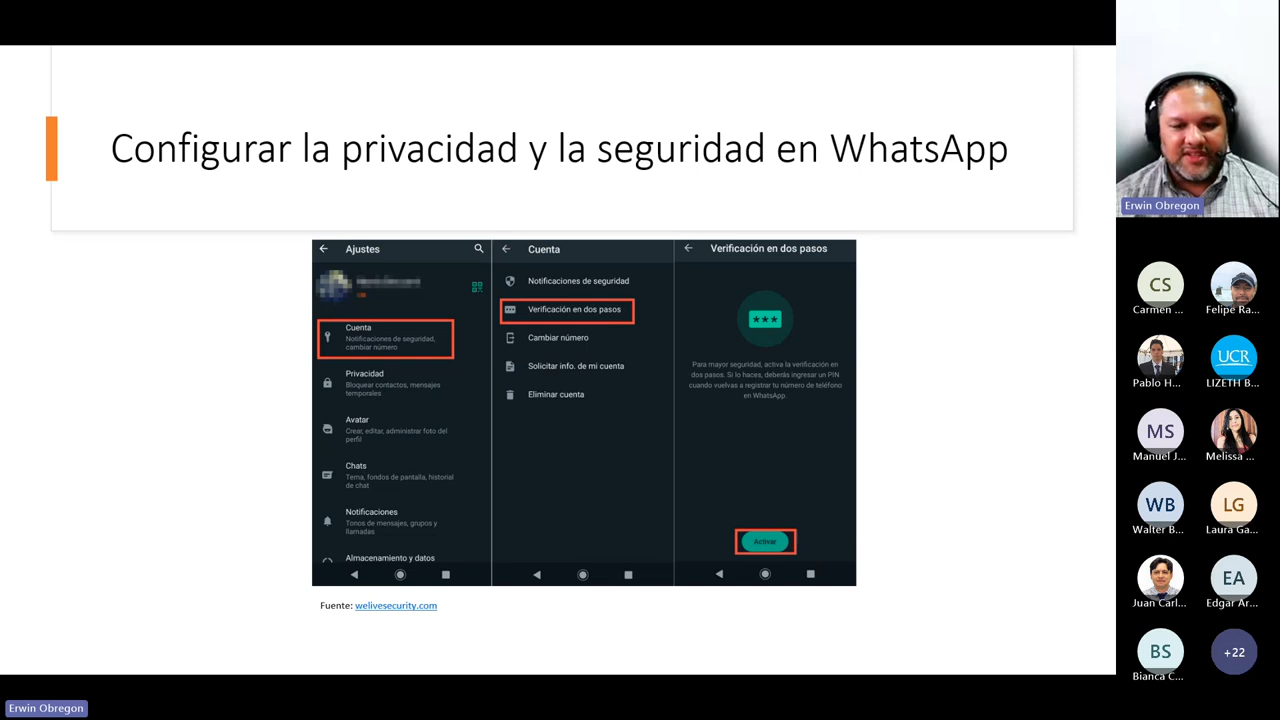 Configurar la privacidad y la seguridad en WhatsApp
Ajustes
Cuenta
Notificaciones de seguridad,
cambiar número
Privacidad
Bloquear contactos, mensajes
temporales
Avatar
Crear, editar, administrar foto del
perfil
Chats
Tema, fondos de pantalla, historial
de chat
Notificaciones
Tonos de mensajes, grupos y
llamadas
Almacenamiento y datos
Cuenta
Notificaciones de seguridad
Verificación en dos pasos
Cambiar número
Solicitar info. de mi cuenta
Eliminar cuenta
Verificación en dos pasos
***
Para mayor seguridad, activa la verificación en
dos pasos. Si lo haces, deberás ingresar un PIN
cuando vuelvas a registrar tu número de teléfono
en WhatsApp.
Activar
Fuente: welivesecurity.com
Erwin Obregon
CS
Carmen ...
Felipe Ra...
Pablo H...
UCR
LIZETH B...
MS
Manuel J...
Melissa ...
WB
Walter B...
LG
Laura Ga...
Juan Carl...
EA
Edgar Ar...
BS
Bianca C...
+22
Erwin Obregon